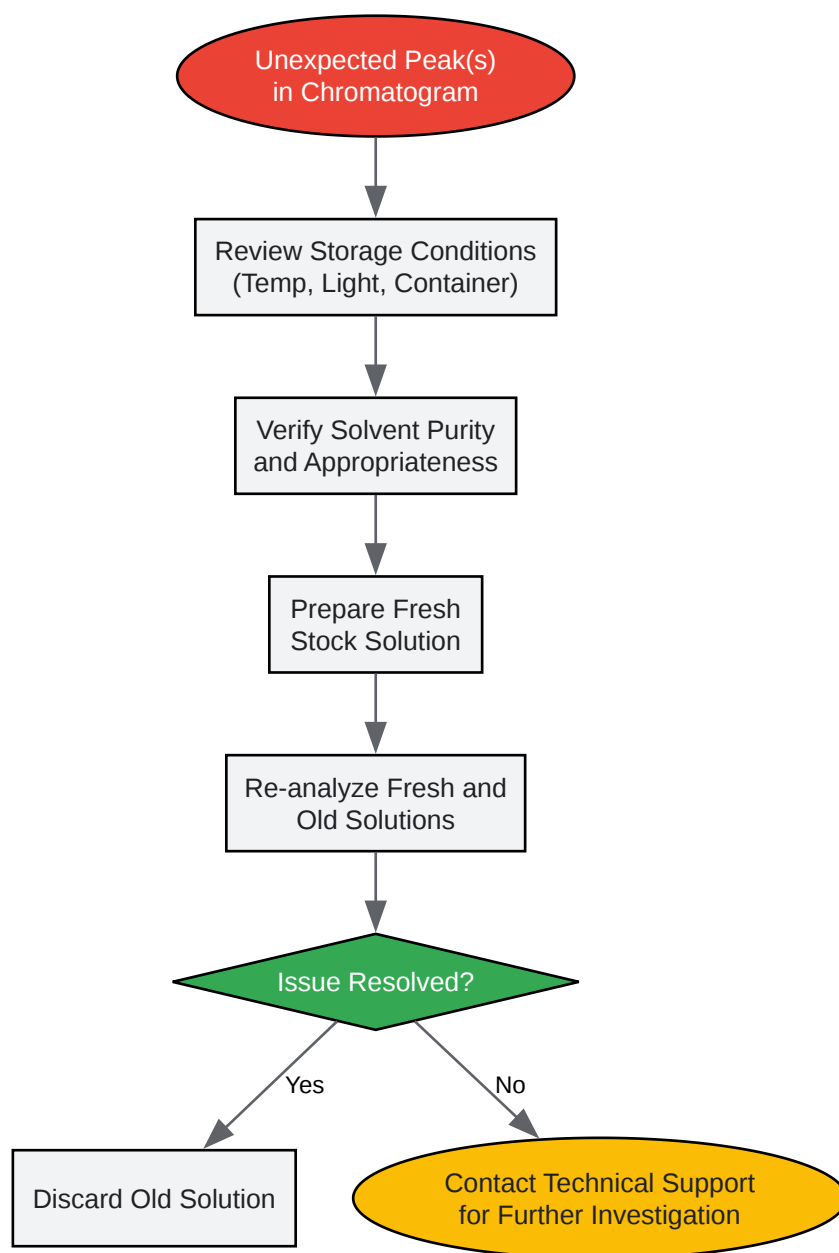 Unexpected Peak(s)
in Chromatogram
Review Storage Conditions
(Temp, Light, Container)
Verify Solvent Purity
and Appropriateness
Prepare Fresh
Stock Solution
Re-analyze Fresh and
Old Solutions
Issue Resolved?
Yes
No
Discard Old Solution
Contact Technical Support
for Further Investigation